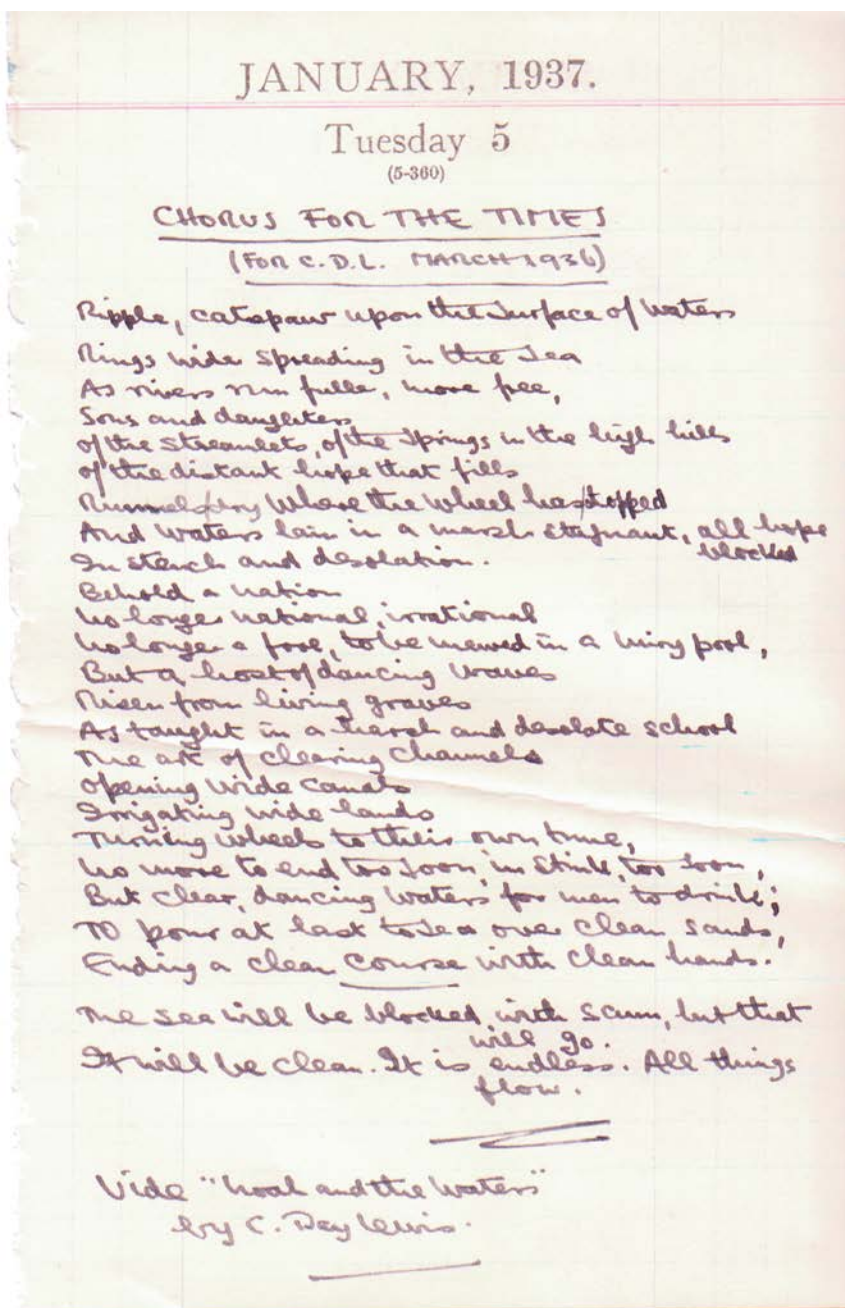 JANUARY, 1937.
Tuesday 5
(5-360)
CHORUS FOR THE TIMES
(FOR C.D.L. MARCH 1936)
Ripple, catspaw upon the surface of waters
Rings wide spreading in the sea
As rivers run fuller, more free,
Sons and daughters
of the streamlets, of the springs in the high hills
of the distant hope that fills
Runnels dry where the wheel has stopped
And waters lain in a marsh stagnant, all hope
blocked
In stench and desolation.
Behold a nation
No longer national, irrational
No longer a fool, to be mewed in a miry pool,
But a host of dancing waves
Risen from living graves
As taught in a harsh and desolate school
The art of clearing channels
Opening wide canals
Irrigating wide lands
Turning wheels to their own tune,
No more to end too soon, in stink, too soon,
But clear, dancing waters for men to drink;
To pour at last to sea over clean sands,
Ending a clean course with clean hands.
The sea will be blocked with scum, but that
will go.
It will be clean. It is endless. All things
flow.
Vide "Noah and the Waters"
by C. Day Lewis.